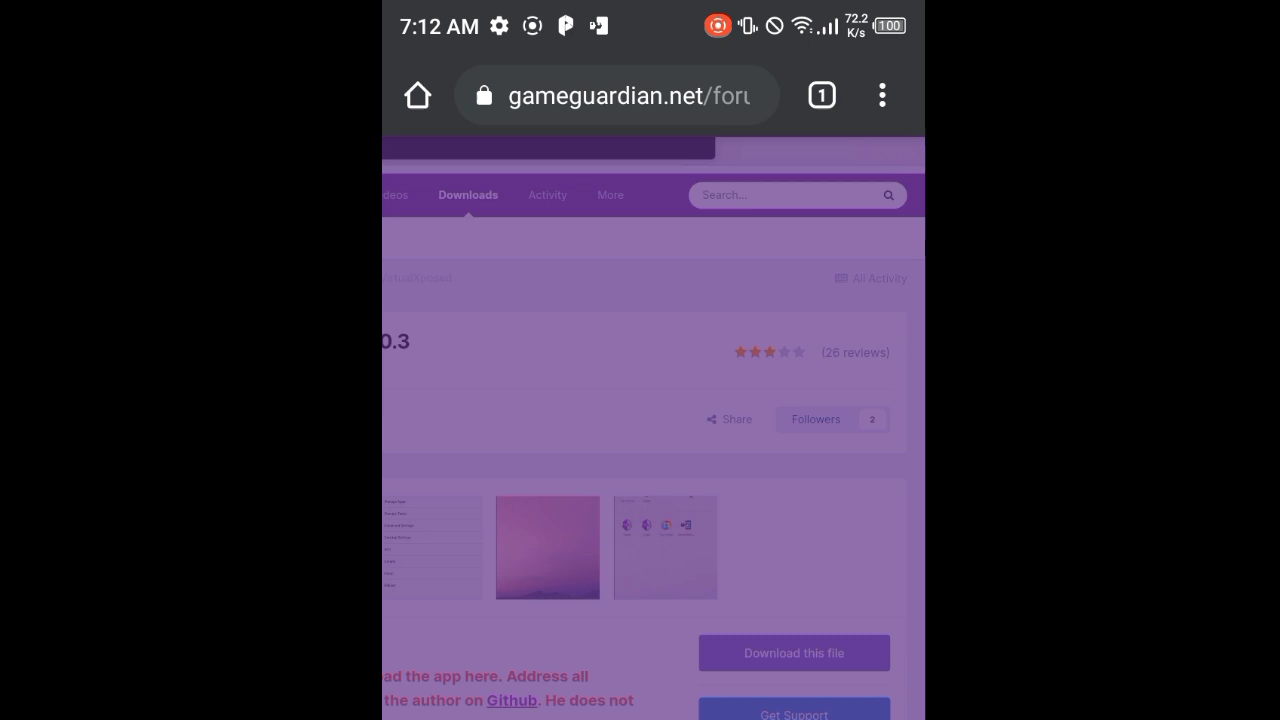 7:12 AM
72.2
K/s
100
gameguardian.net/foru
1
deos Downloads Activity More Search...
VirtualXposed
All Activity
0.3
(26 reviews)
Share Followers 2
Download this file
ad the app here. Address all
the author on Github. He does not
Get Support